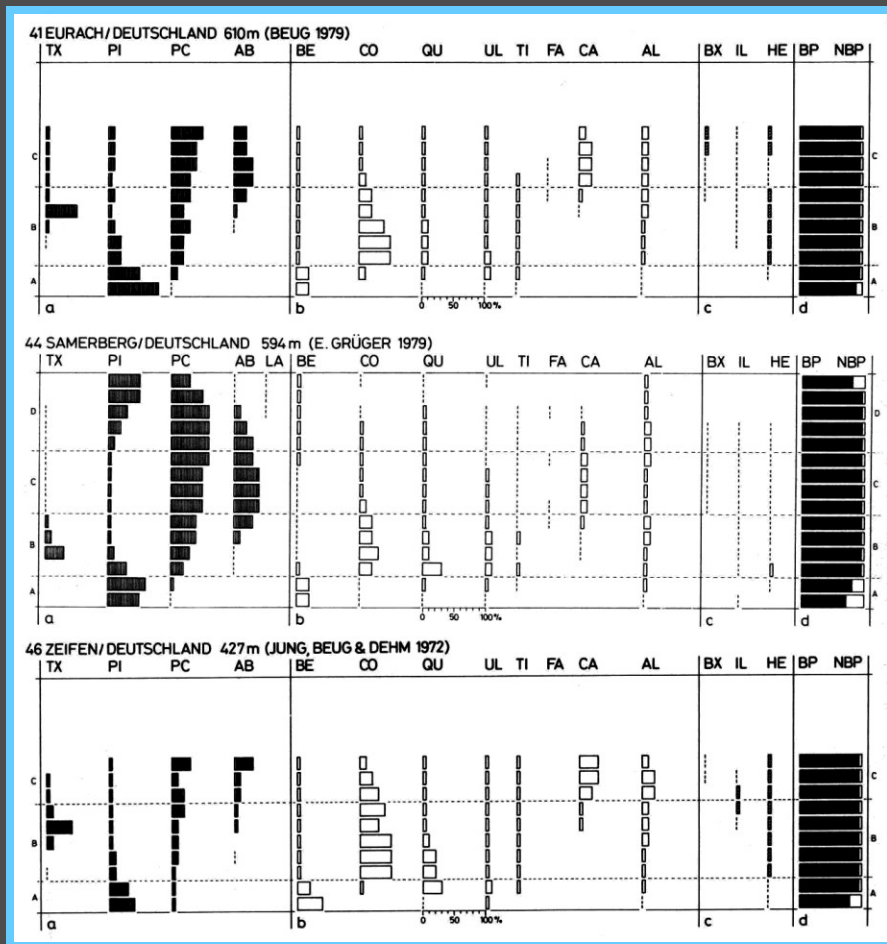 41 EURACH/DEUTSCHLAND 610m (BEUG 1979)
TX PI PC AB BE CO QU UL TI FA CA AL BX IL HE BP NBP
C C
B B
A A
a b 0 50 100% c d
44 SAMERBERG/DEUTSCHLAND 594m (E. GRÜGER 1979)
TX PI PC AB LA BE CO QU UL TI FA CA AL BX IL HE BP NBP
D D
C C
B B
A A
a b 0 50 100% c d
46 ZEIFEN/DEUTSCHLAND 427m (JUNG, BEUG & DEHM 1972)
TX PI PC AB BE CO QU UL TI FA CA AL BX IL HE BP NBP
C C
B B
A A
a b 0 50 100% c d